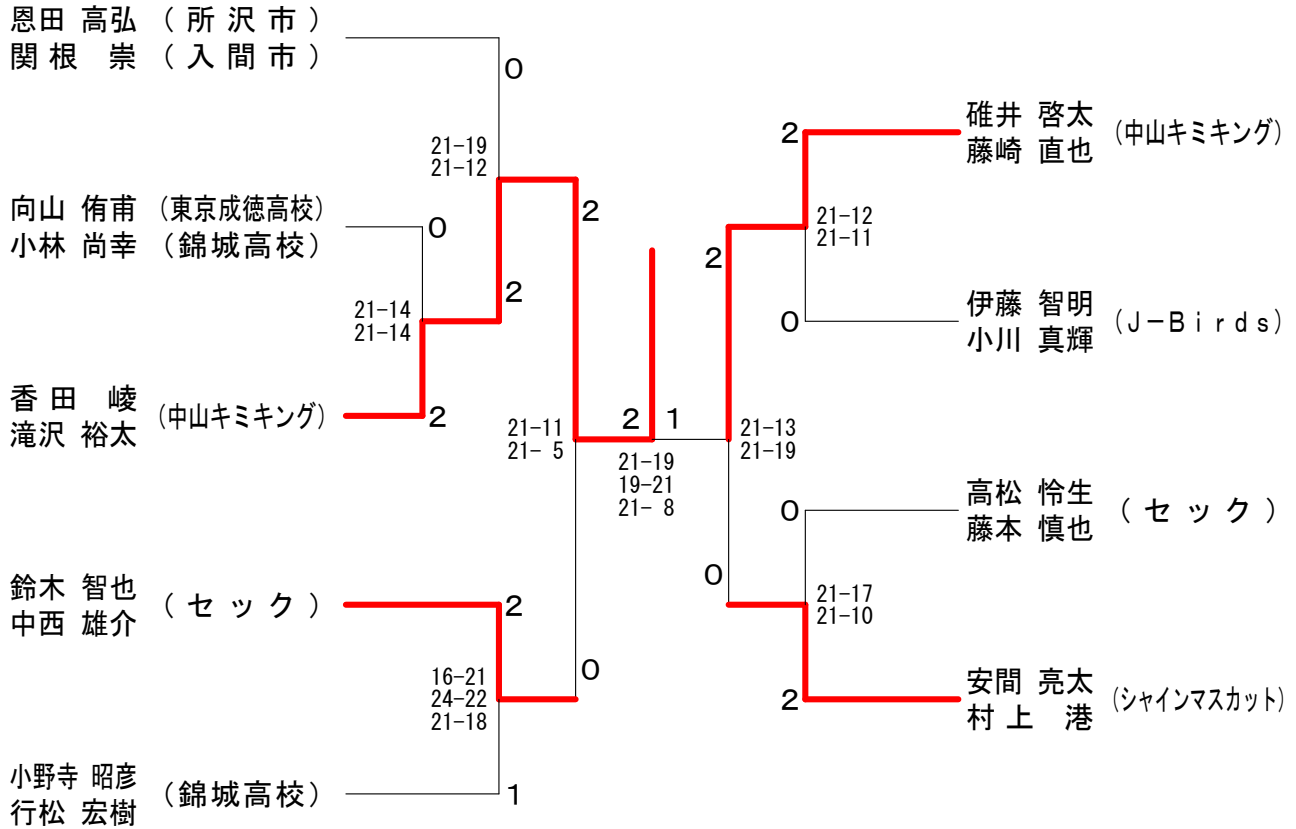 恩田 高弘 （ 所 沢 市 ）
関 根　崇 （ 入 間 市 ）
0
21-19
21-12
向山 侑甫 （東京成徳高校）
小林 尚幸 （錦城高校）
0
2
2
21-14
21-14
香 田　崚
滝沢 裕太 （中山キミキング）
2
21-11
21- 5
鈴木 智也
中西 雄介 （ セ ッ ク ）
2
0
16-21
24-22
21-18
小野寺 昭彦
行松 宏樹 （錦城高校）
1
2 1
21-19
19-21
21- 8
碓井 啓太
藤崎 直也 （中山キミキング）
2
21-12
21-11
2
伊藤 智明
小川 真輝 （J－Birds）
0
21-13
21-19
高松 怜生
藤本 慎也 （ セ ッ ク ）
0
0
21-17
21-10
安間 亮太
村 上　港 （シャインマスカット）
2